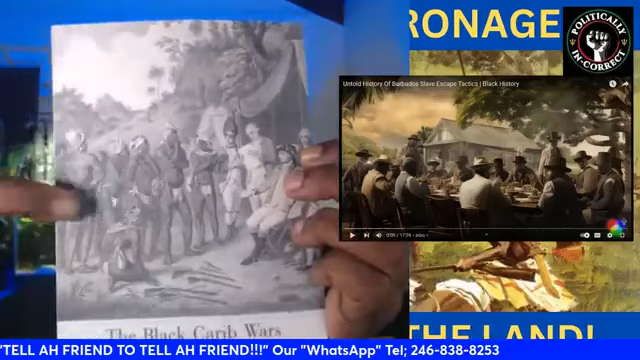 RONAGE
POLITICALLY
IN-CORRECT
Untold History Of Barbados Slave Escape Tactics | Black History
The Black Carib Wars
THE LAND!
"TELL AH FRIEND TO TELL AH FRIEND!!!" Our "WhatsApp" Tel; 246-838-8253